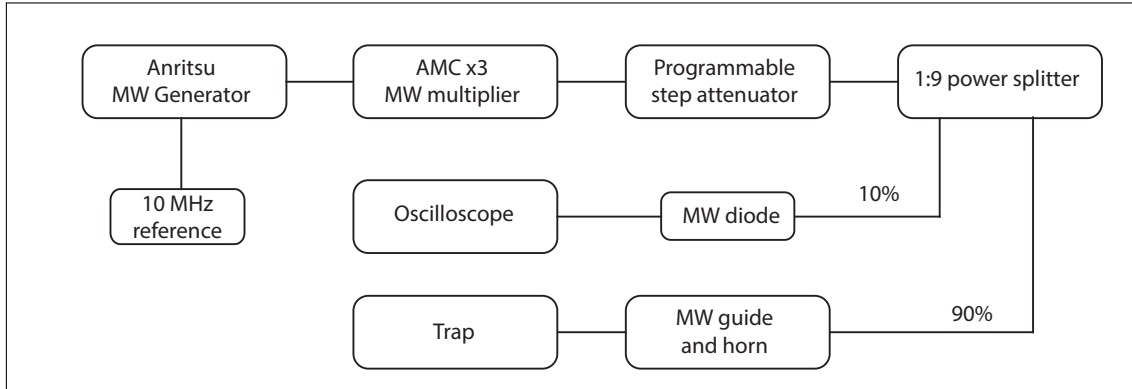 Anritsu
MW Generator
AMC x3
MW multiplier
Programmable
step attenuator
1:9 power splitter
10 MHz
reference
Oscilloscope
MW diode
10%
Trap
MW guide
and horn
90%